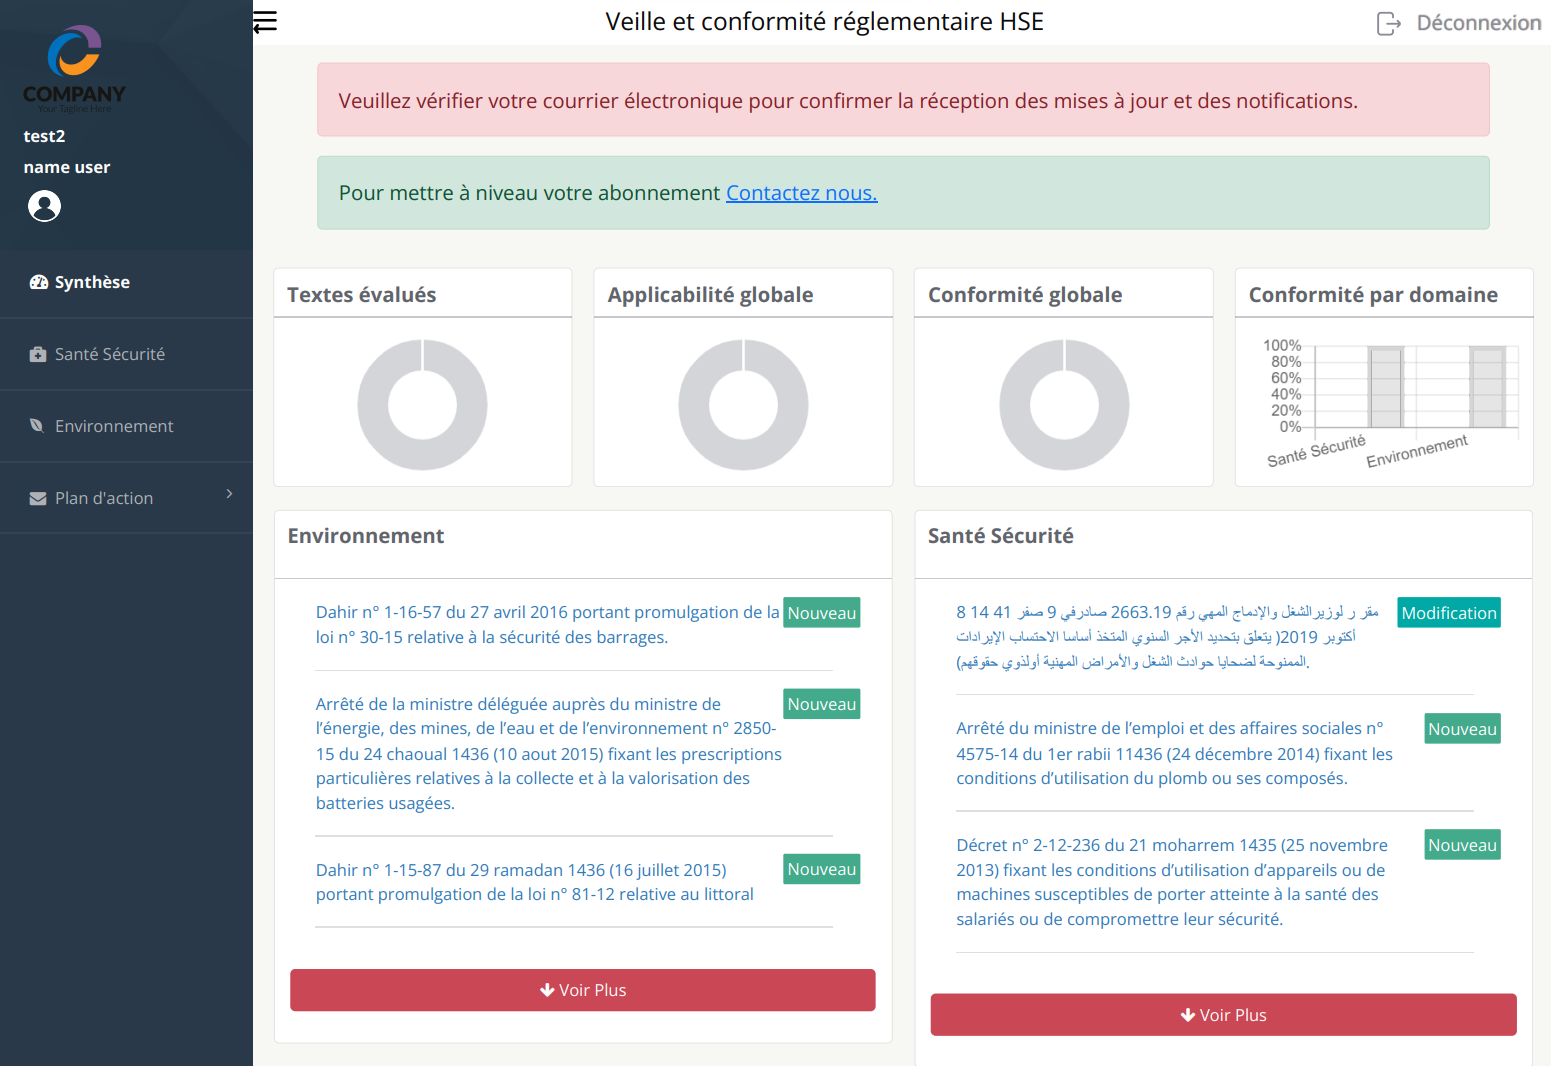 COMPANY
Your Tagline Here
test2
name user
Synthèse
Santé Sécurité
Environnement
Plan d'action
Veille et conformité réglementaire HSE
Déconnexion
Veuillez vérifier votre courrier électronique pour confirmer la réception des mises à jour et des notifications.
Pour mettre à niveau votre abonnement Contactez nous.
Textes évalués
Applicabilité globale
Conformité globale
Conformité par domaine
100%
80%
60%
40%
20%
0%
Santé Sécurité
Environnement
Environnement
Dahir n° 1-16-57 du 27 avril 2016 portant promulgation de la
loi n° 30-15 relative à la sécurité des barrages.
Nouveau
Arrêté de la ministre déléguée auprès du ministre de
l’énergie, des mines, de l’eau et de l’environnement n° 2850-
15 du 24 chaoual 1436 (10 aout 2015) fixant les prescriptions
particulières relatives à la collecte et à la valorisation des
batteries usagées.
Nouveau
Dahir n° 1-15-87 du 29 ramadan 1436 (16 juillet 2015)
portant promulgation de la loi n° 81-12 relative au littoral
Nouveau
Voir Plus
Santé Sécurité
مقر ر لوزيرالشغل والإدماج المهي رقم 2663.19 صادرفي 9 صفر 41 14 8
أكتوبر 2019( يتعلق بتحديد الأجر السنوي المتخذ أساسا الاحتساب الإيرادات
الممنوحة لضحايا حوادث الشغل والأمراض المهنية أولذوي حقوقهم).
Modification
Arrêté du ministre de l’emploi et des affaires sociales n°
4575-14 du 1er rabii 11436 (24 décembre 2014) fixant les
conditions d’utilisation du plomb ou ses composés.
Nouveau
Décret n° 2-12-236 du 21 moharrem 1435 (25 novembre
2013) fixant les conditions d’utilisation d’appareils ou de
machines susceptibles de porter atteinte à la santé des
salariés ou de compromettre leur sécurité.
Nouveau
Voir Plus